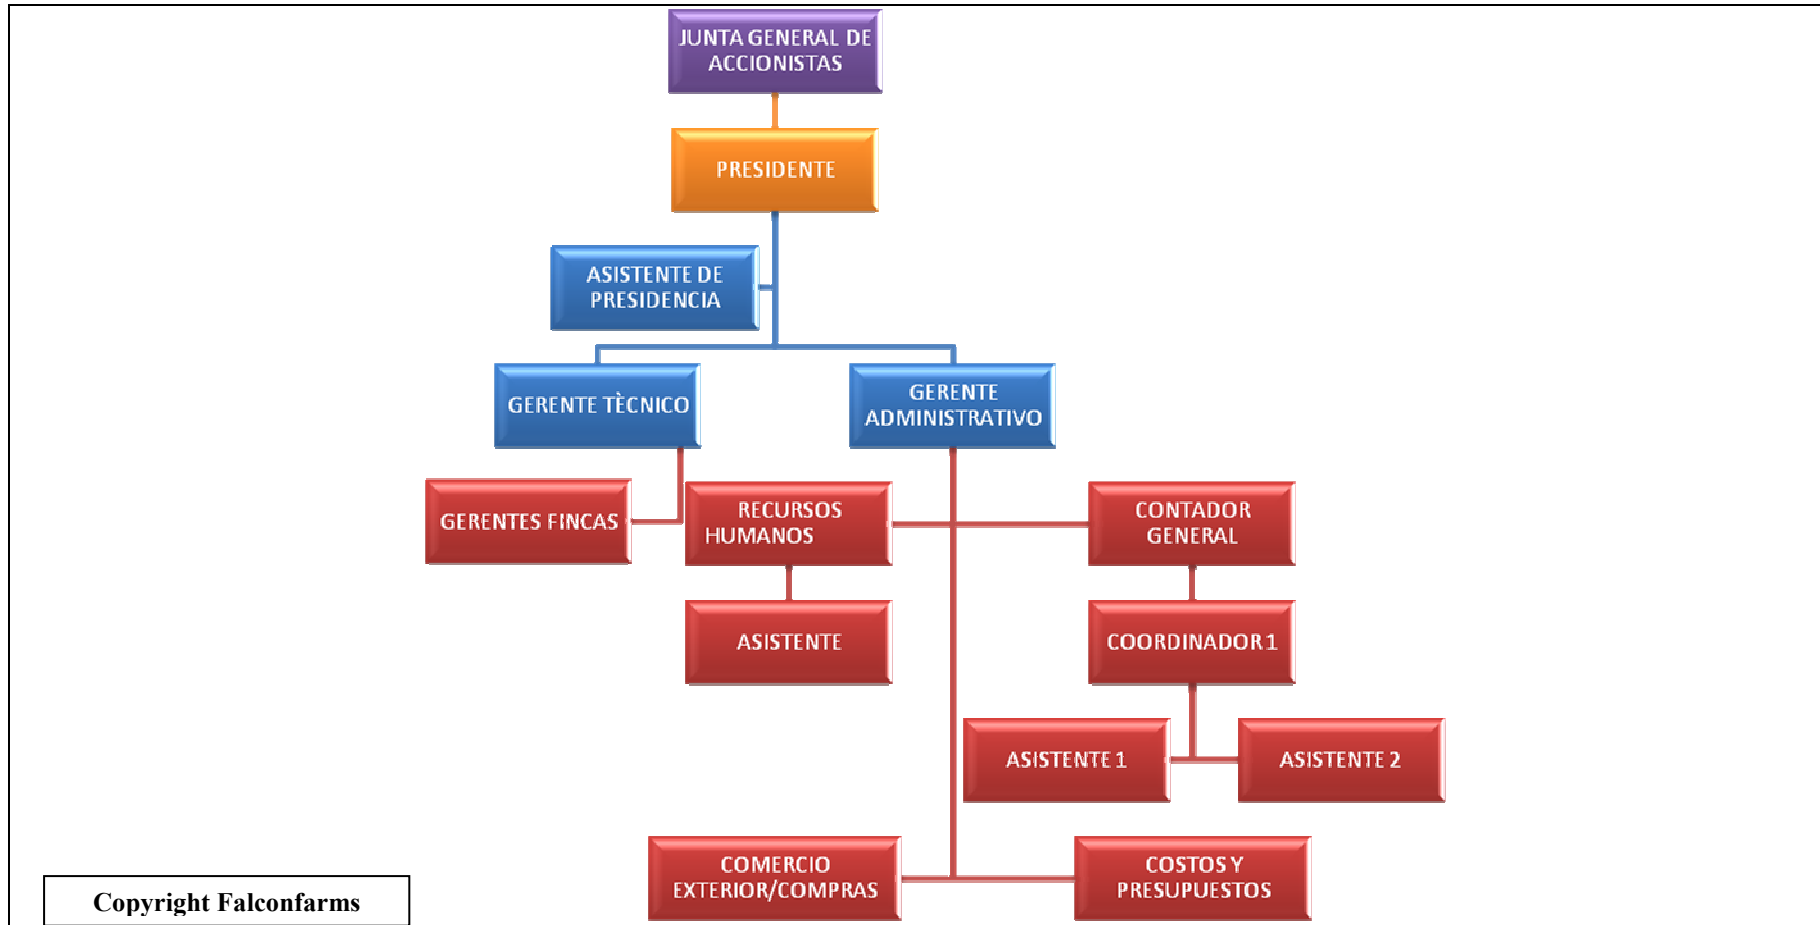 JUNTA GENERAL DE
ACCIONISTAS
PRESIDENTE
ASISTENTE DE
PRESIDENCIA
GERENTE TÈCNICO
GERENTE
ADMINISTRATIVO
GERENTES FINCAS
RECURSOS
HUMANOS
CONTADOR
GENERAL
ASISTENTE
COORDINADOR 1
ASISTENTE 1
ASISTENTE 2
COMERCIO
EXTERIOR/COMPRAS
COSTOS Y
PRESUPUESTOS
Copyright Falconfarms